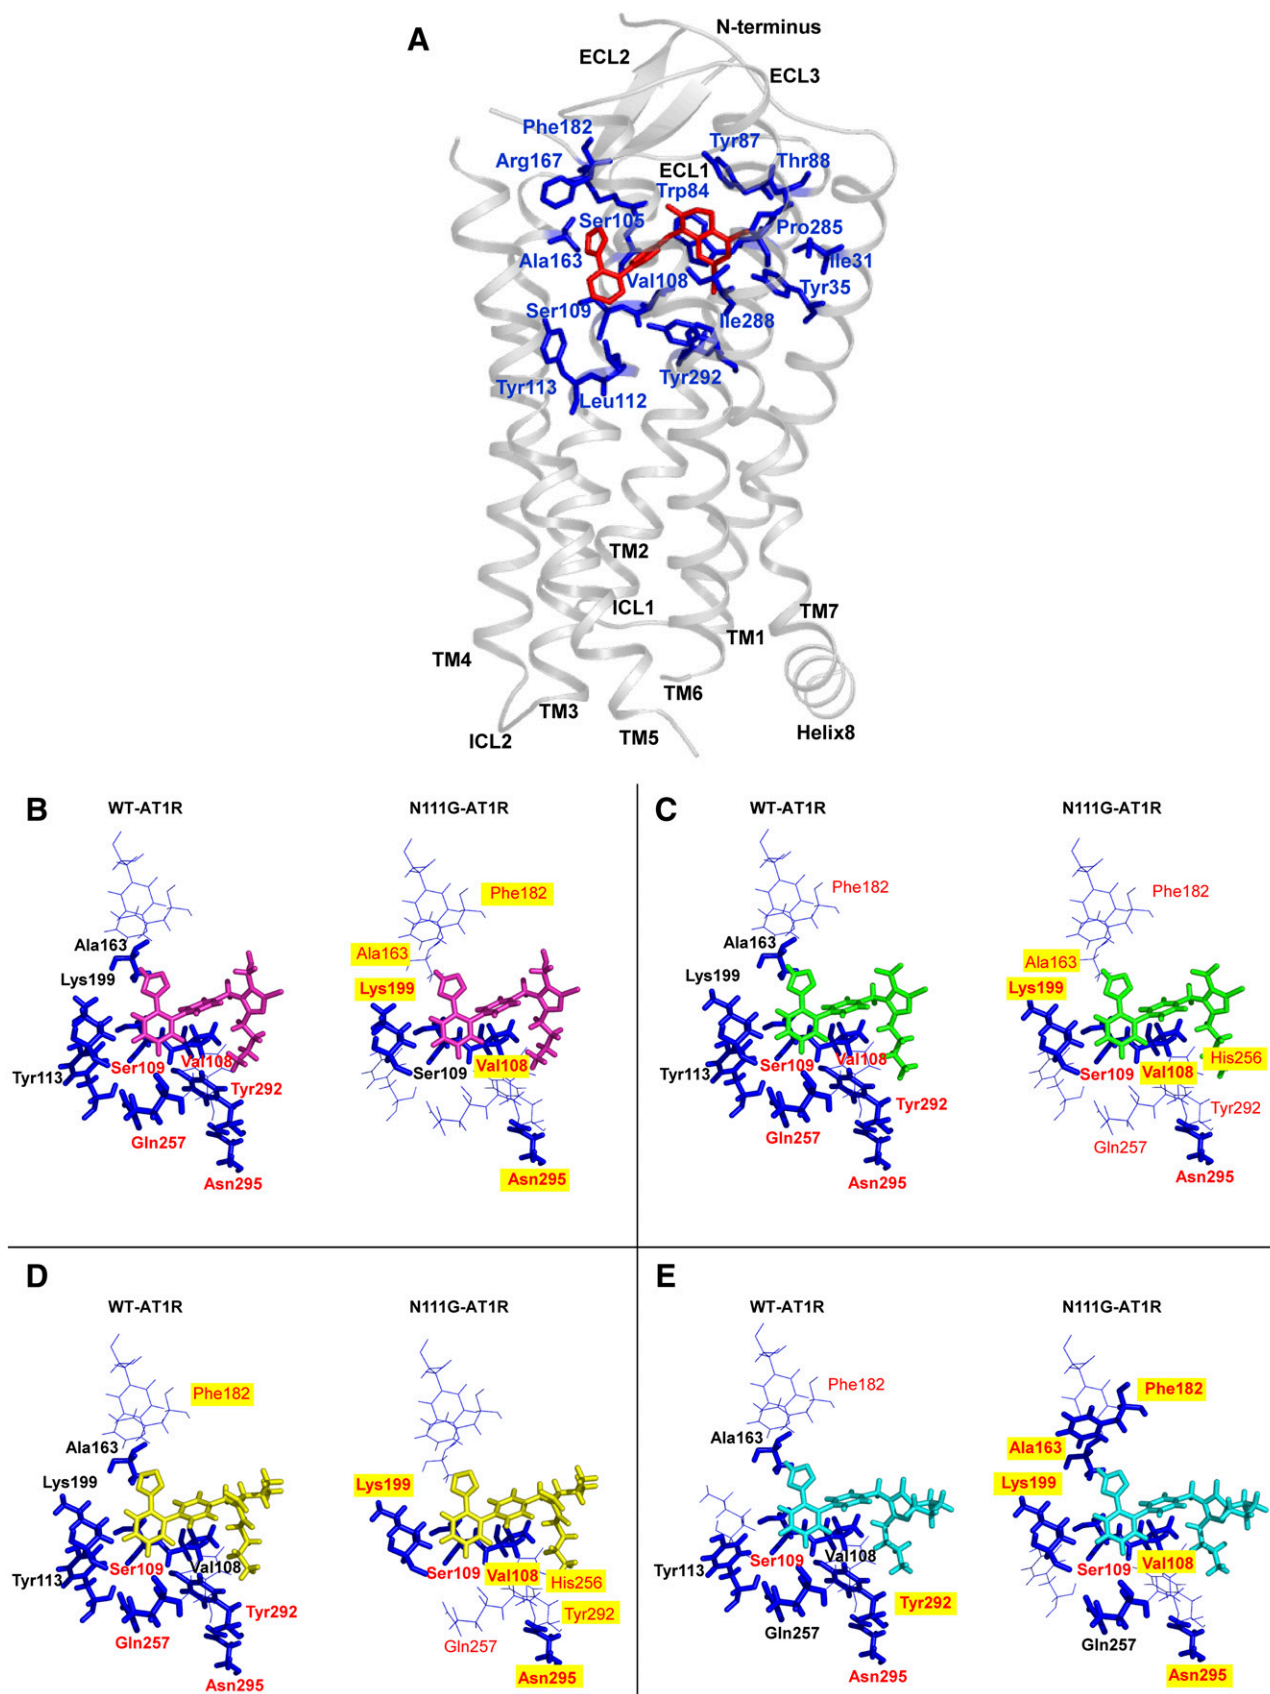 A
N-terminus
ECL2
ECL3
Phe182
Tyr87
Arg167
ECL1
Thr88
Trp84
Ser105
Pro285
Ala163
Val108
Ile31
Tyr35
Ser109
Ile288
Tyr113
Tyr292
Leu112
TM2
ICL1
TM7
TM1
TM4
TM6
TM3
ICL2
TM5
Helix8
B
WT-AT1R
N111G-AT1R
Phe182
Ala163
Ala163
Lys199
Lys199
Tyr113
Ser109
Val108
Ser109
Val108
Tyr292
Gln257
Asn295
Asn295
C
WT-AT1R
N111G-AT1R
Phe182
Phe182
Ala163
Ala163
Lys199
Lys199
Tyr113
Ser109
Val108
Ser109
Val108
His256
Tyr292
Tyr292
Gln257
Gln257
Asn295
Asn295
D
WT-AT1R
N111G-AT1R
Phe182
Ala163
Lys199
Lys199
Tyr113
Ser109
Val108
Ser109
Val108
His256
Tyr292
Tyr292
Gln257
Gln257
Asn295
Asn295
E
WT-AT1R
N111G-AT1R
Phe182
Phe182
Ala163
Ala163
Lys199
Lys199
Tyr113
Ser109
Val108
Ser109
Val108
Tyr292
Gln257
Gln257
Asn295
Asn295